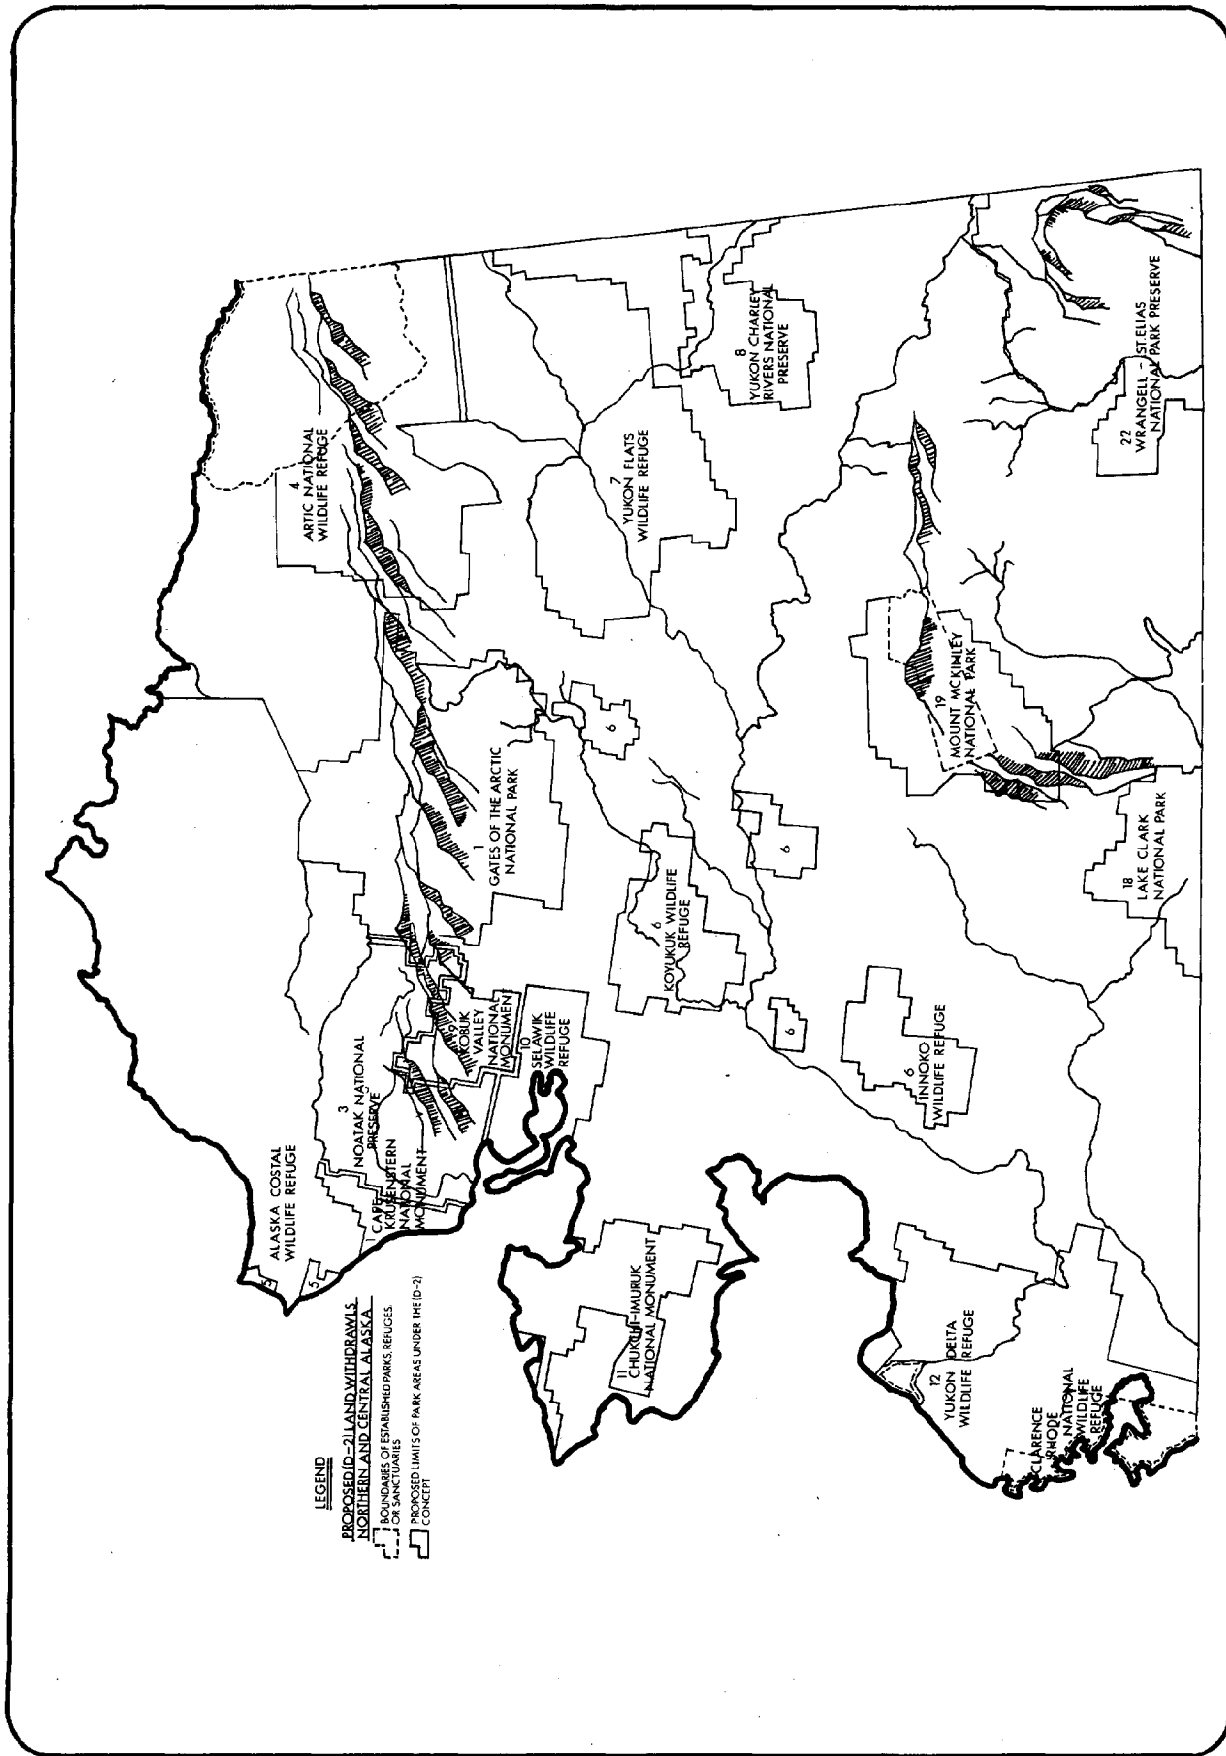 LEGEND
PROPOSED (D-2) LAND WITHDRAWLS
NORTHERN AND CENTRAL ALASKA
BOUNDARIES OF ESTABLISHED PARKS, REFUGES,
OR SANCTUARIES
PROPOSED LIMITS OF PARK AREAS UNDER THE (D-2)
CONCEPT
ALASKA COSTAL
WILDLIFE REFUGE
5
5
3
NOATAK NATIONAL
PRESERVE
CAPE
KRUSENSTERN
NATIONAL
MONUMENT
KOBUK
VALLEY
NATIONAL
MONUMENT
10
SELAWIK
WILDLIFE
REFUGE
1
GATES OF THE ARCTIC
NATIONAL PARK
4
ARTIC NATIONAL
WILDLIFE REFUGE
7
YUKON FLATS
WILDLIFE REFUGE
8
YUKON CHARLEY
RIVERS NATIONAL
PRESERVE
6
KOYUKUK WILDLIFE
REFUGE
6
6
6
6
INNOKO
WILDLIFE REFUGE
11
CHUKCHI-IMURUK
NATIONAL MONUMENT
12
YUKON DELTA
WILDLIFE REFUGE
CLARENCE
RHODE
NATIONAL
WILDLIFE
REFUGE
19
MOUNT MCKINLEY
NATIONAL PARK
18
LAKE CLARK
NATIONAL PARK
22
WRANGELL - ST. ELIAS
NATIONAL PARK PRESERVE